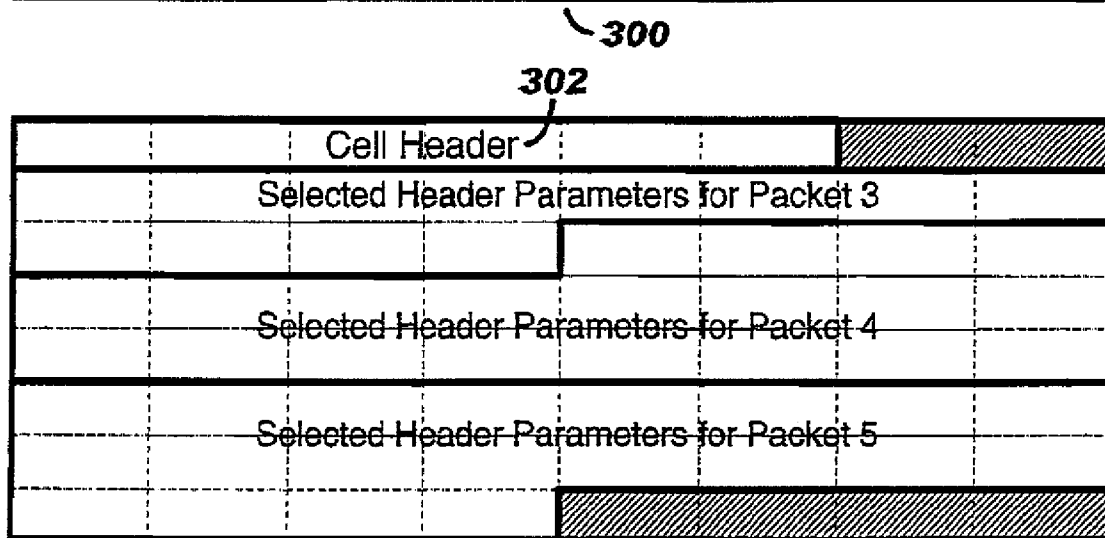 300
302
Cell Header
Selected Header Parameters for Packet 3
Selected Header Parameters for Packet 4
Selected Header Parameters for Packet 5